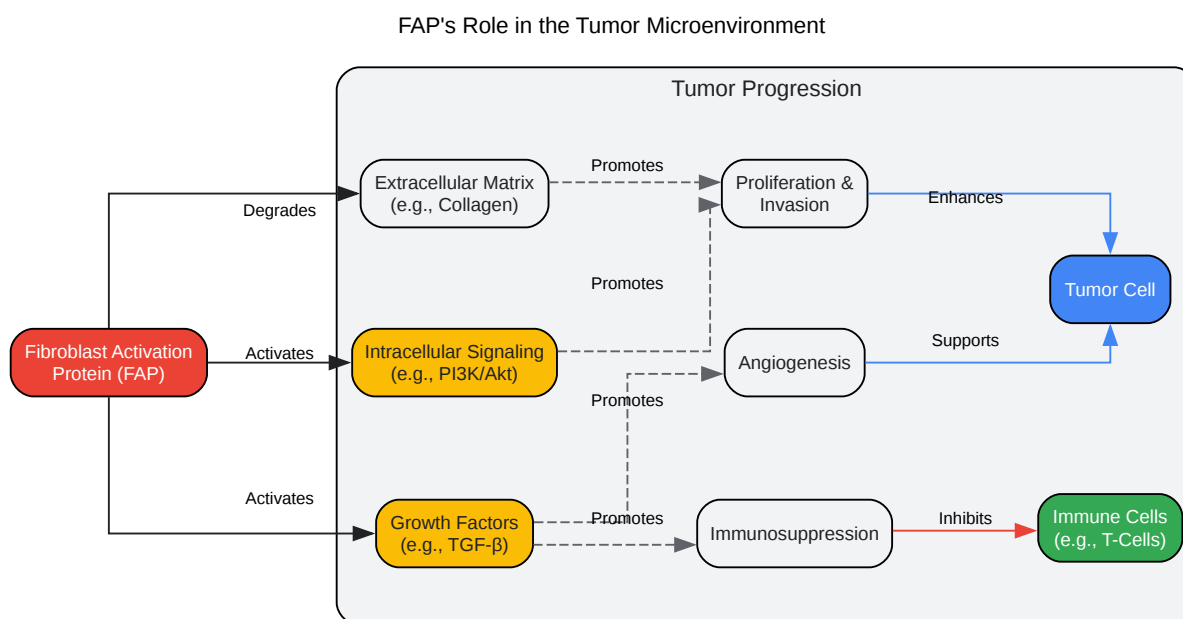 FAP's Role in the Tumor Microenvironment
Tumor Progression
Extracellular Matrix
(e.g., Collagen)
Promotes
Proliferation &
Invasion
Enhances
Degrades
Promotes
Tumor Cell
Fibroblast Activation
Protein (FAP)
Activates
Intracellular Signaling
(e.g., PI3K/Akt)
Angiogenesis
Supports
Promotes
Activates
Growth Factors
(e.g., TGF-β)
Promotes
Immunosuppression
Inhibits
Immune Cells
(e.g., T-Cells)